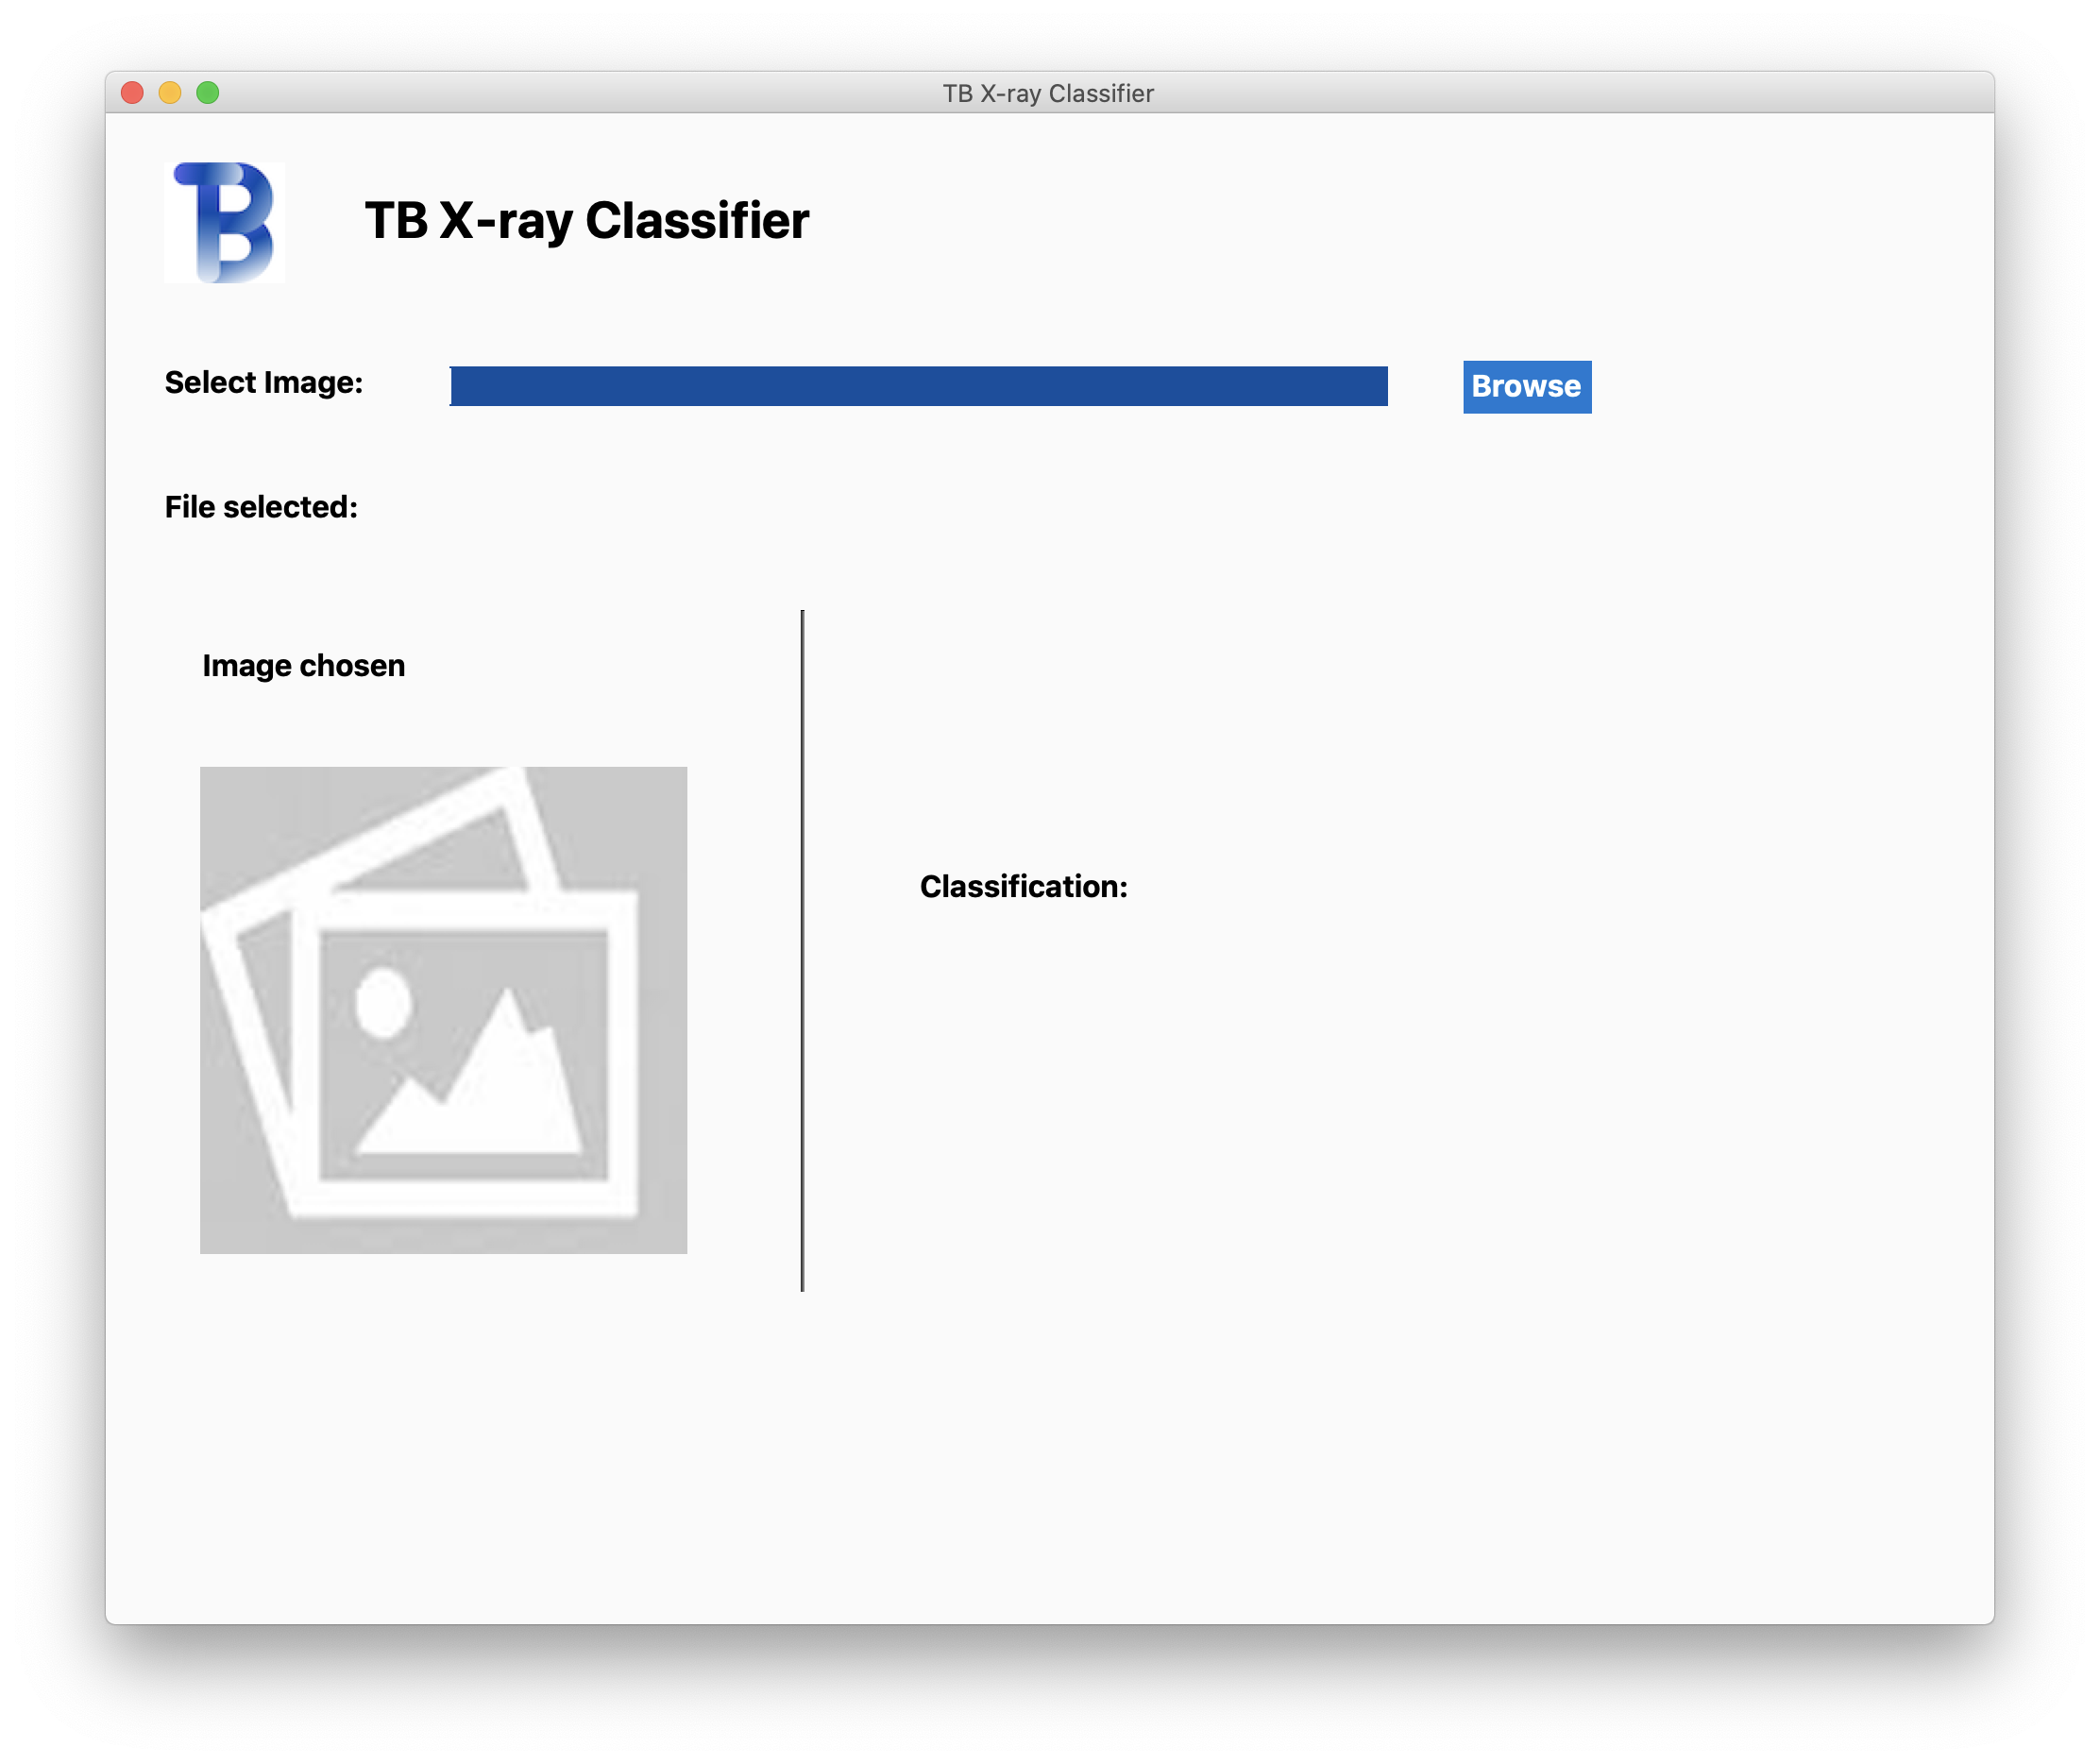 TB X-ray Classifier
TB
TB X-ray Classifier
Select Image:
Browse
File selected:
Image chosen
Classification: